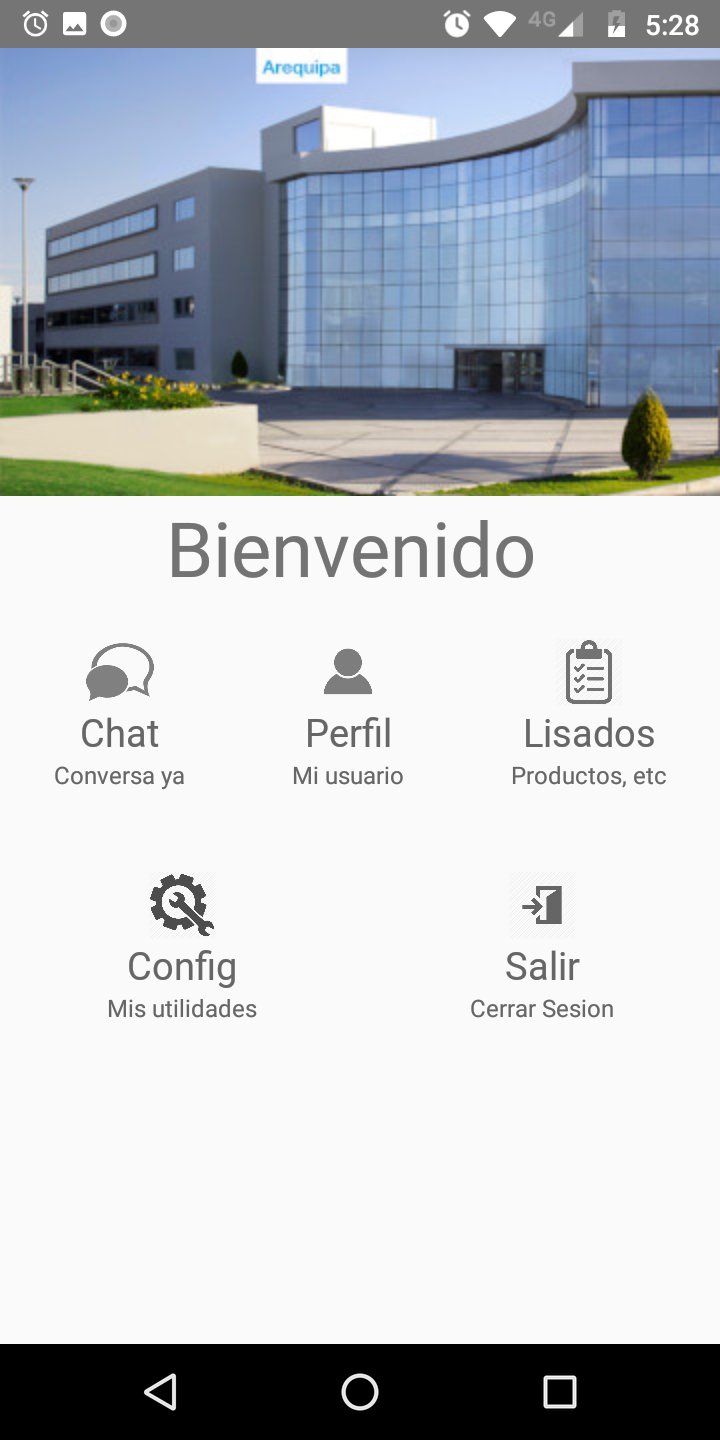 4G 5:28
Arequipa
Bienvenido
Chat Perfil Lisados
Conversa ya Mi usuario Productos, etc
Config Salir
Mis utilidades Cerrar Sesion